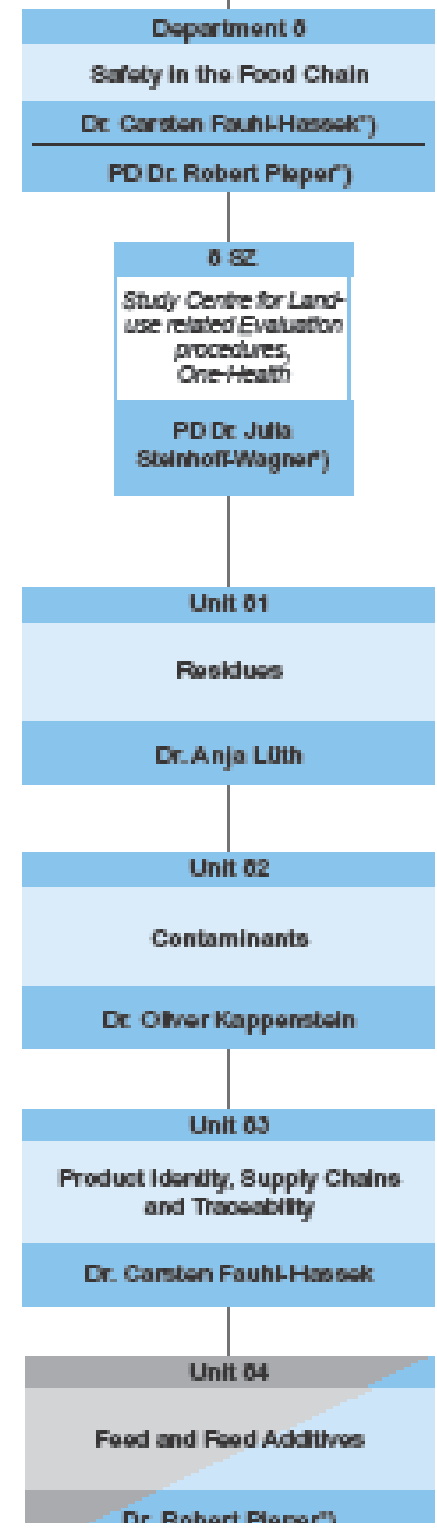 Department 8
Safety in the Food Chain
Dr. Carsten Fauhl-Hassek*)
PD Dr. Robert Pieper*)
8 SZ
Study Centre for Land-
use related Evaluation
procedures,
One-Health
PD Dr. Julia
Steinhoff-Wagner*)
Unit 81
Residues
Dr. Anja Lüth
Unit 82
Contaminants
Dr. Oliver Kappenstein
Unit 83
Product Identity, Supply Chains
and Traceability
Dr. Carsten Fauhl-Hassek
Unit 84
Feed and Feed Additives
Dr. Robert Pieper*)